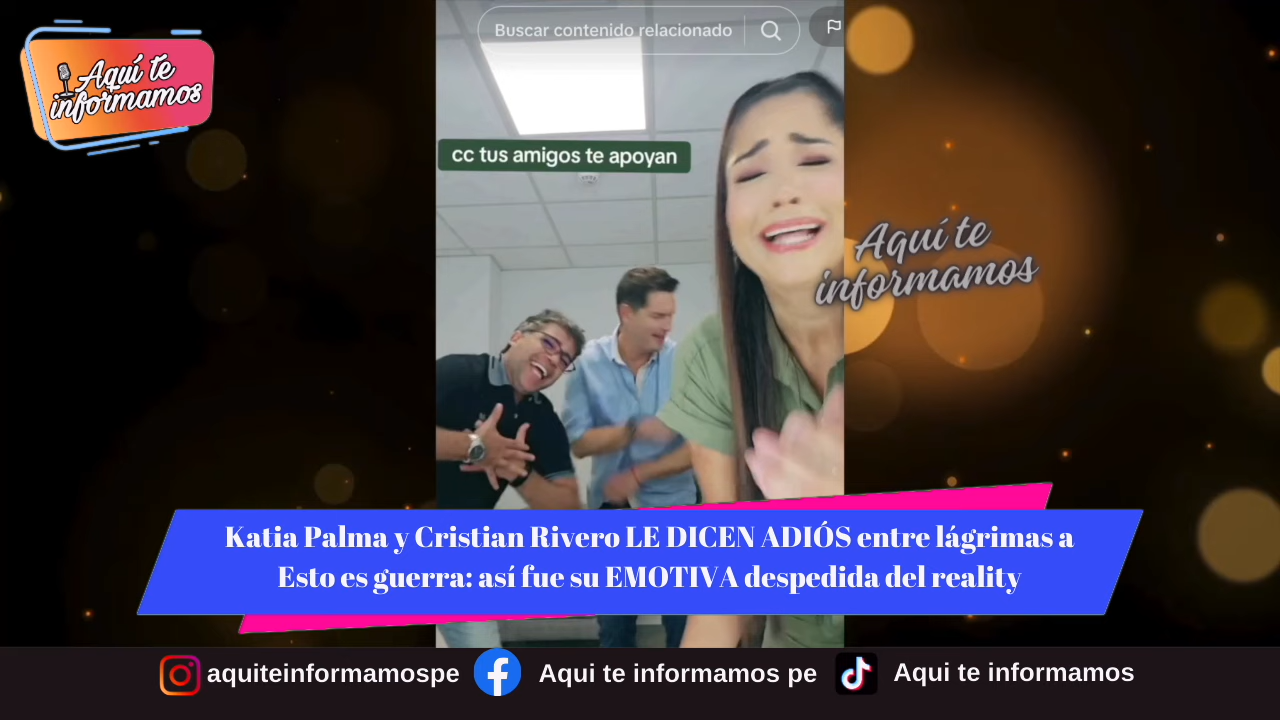 Buscar contenido relacionado
Aquí te
informamos
cc tus amigos te apoyan
Aquí te
informamos
Katia Palma y Cristian Rivero LE DICEN ADIÓS entre lágrimas a
Esto es guerra: así fue su EMOTIVA despedida del reality
aquiteinformamospe
Aqui te informamos pe
Aqui te informamos